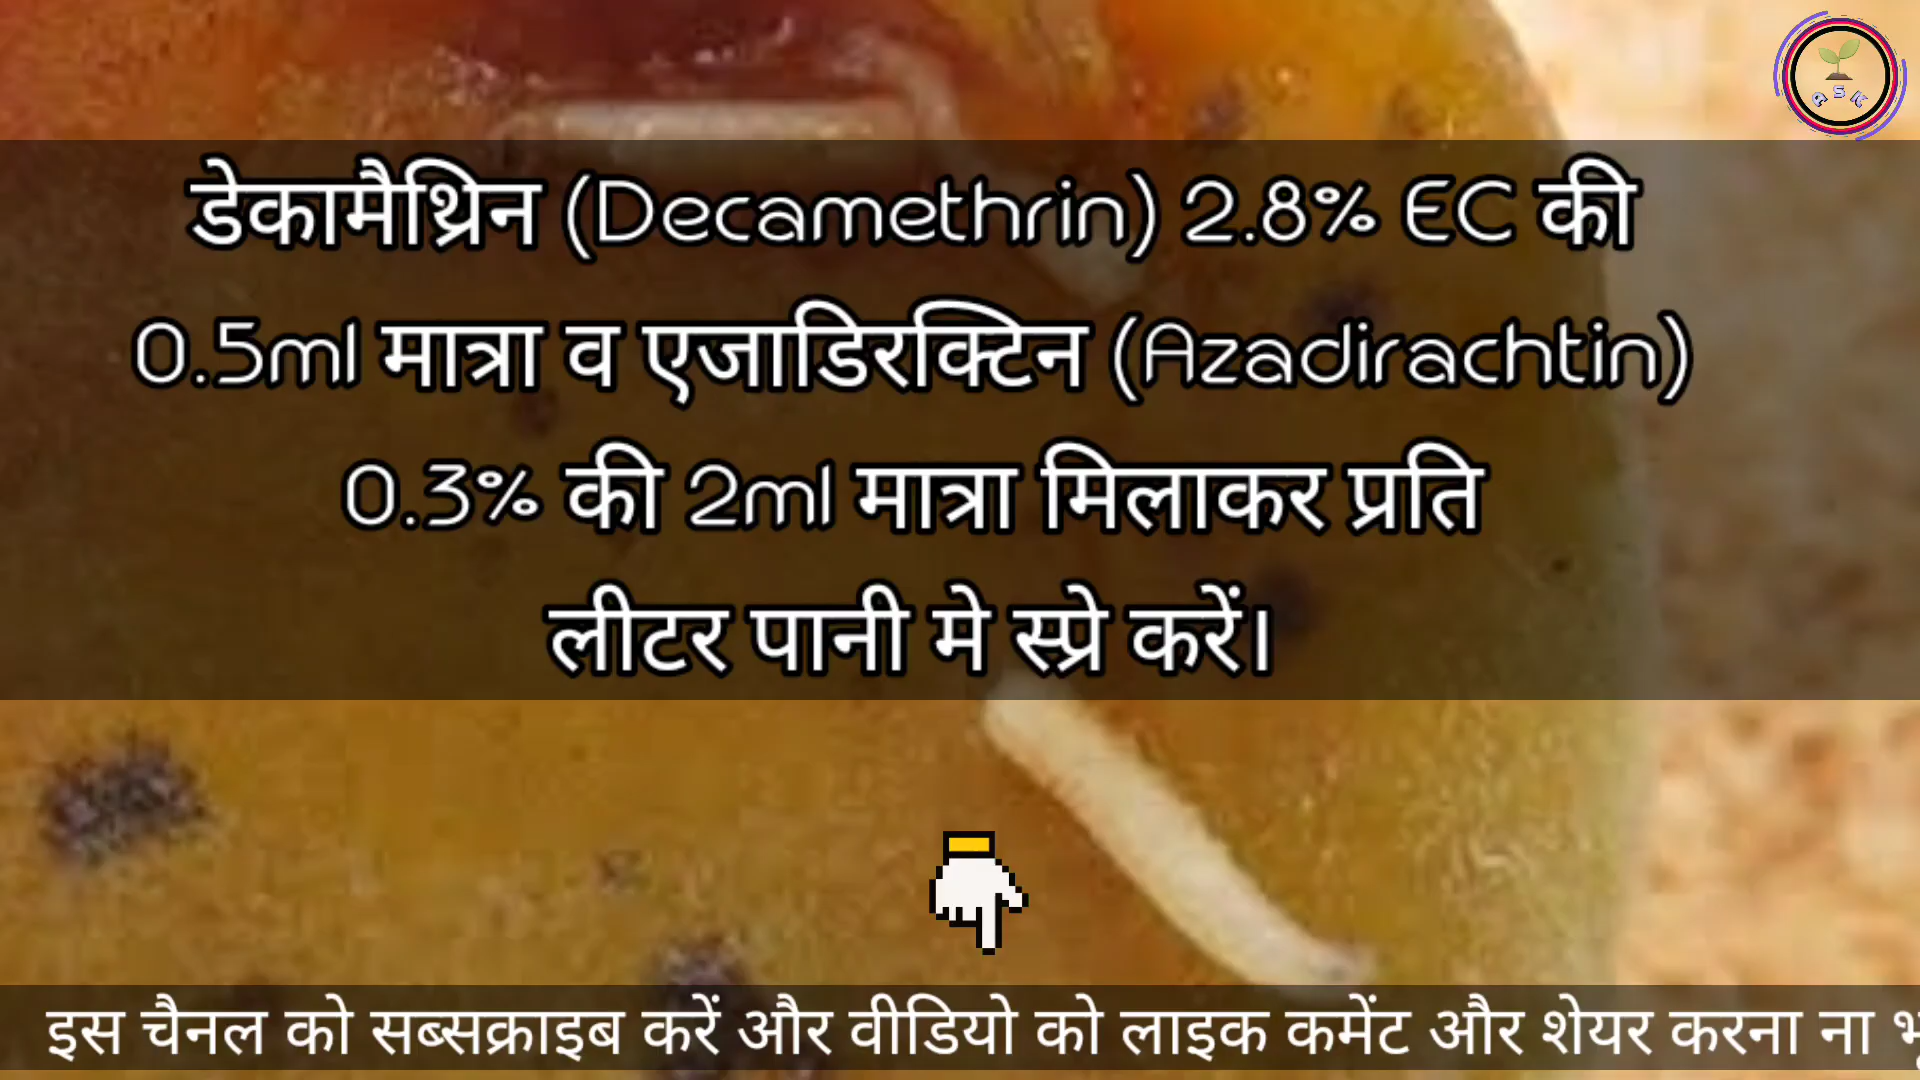 ASK
डेकामैथ्रिन (Decamethrin) 2.8% EC की
0.5ml मात्रा व एजाडिरक्टिन (Azadirachtin)
0.3% की 2ml मात्रा मिलाकर प्रति
लीटर पानी मे स्प्रे करें।
इस चैनल को सब्सक्राइब करें और वीडियो को लाइक कमेंट और शेयर करना ना